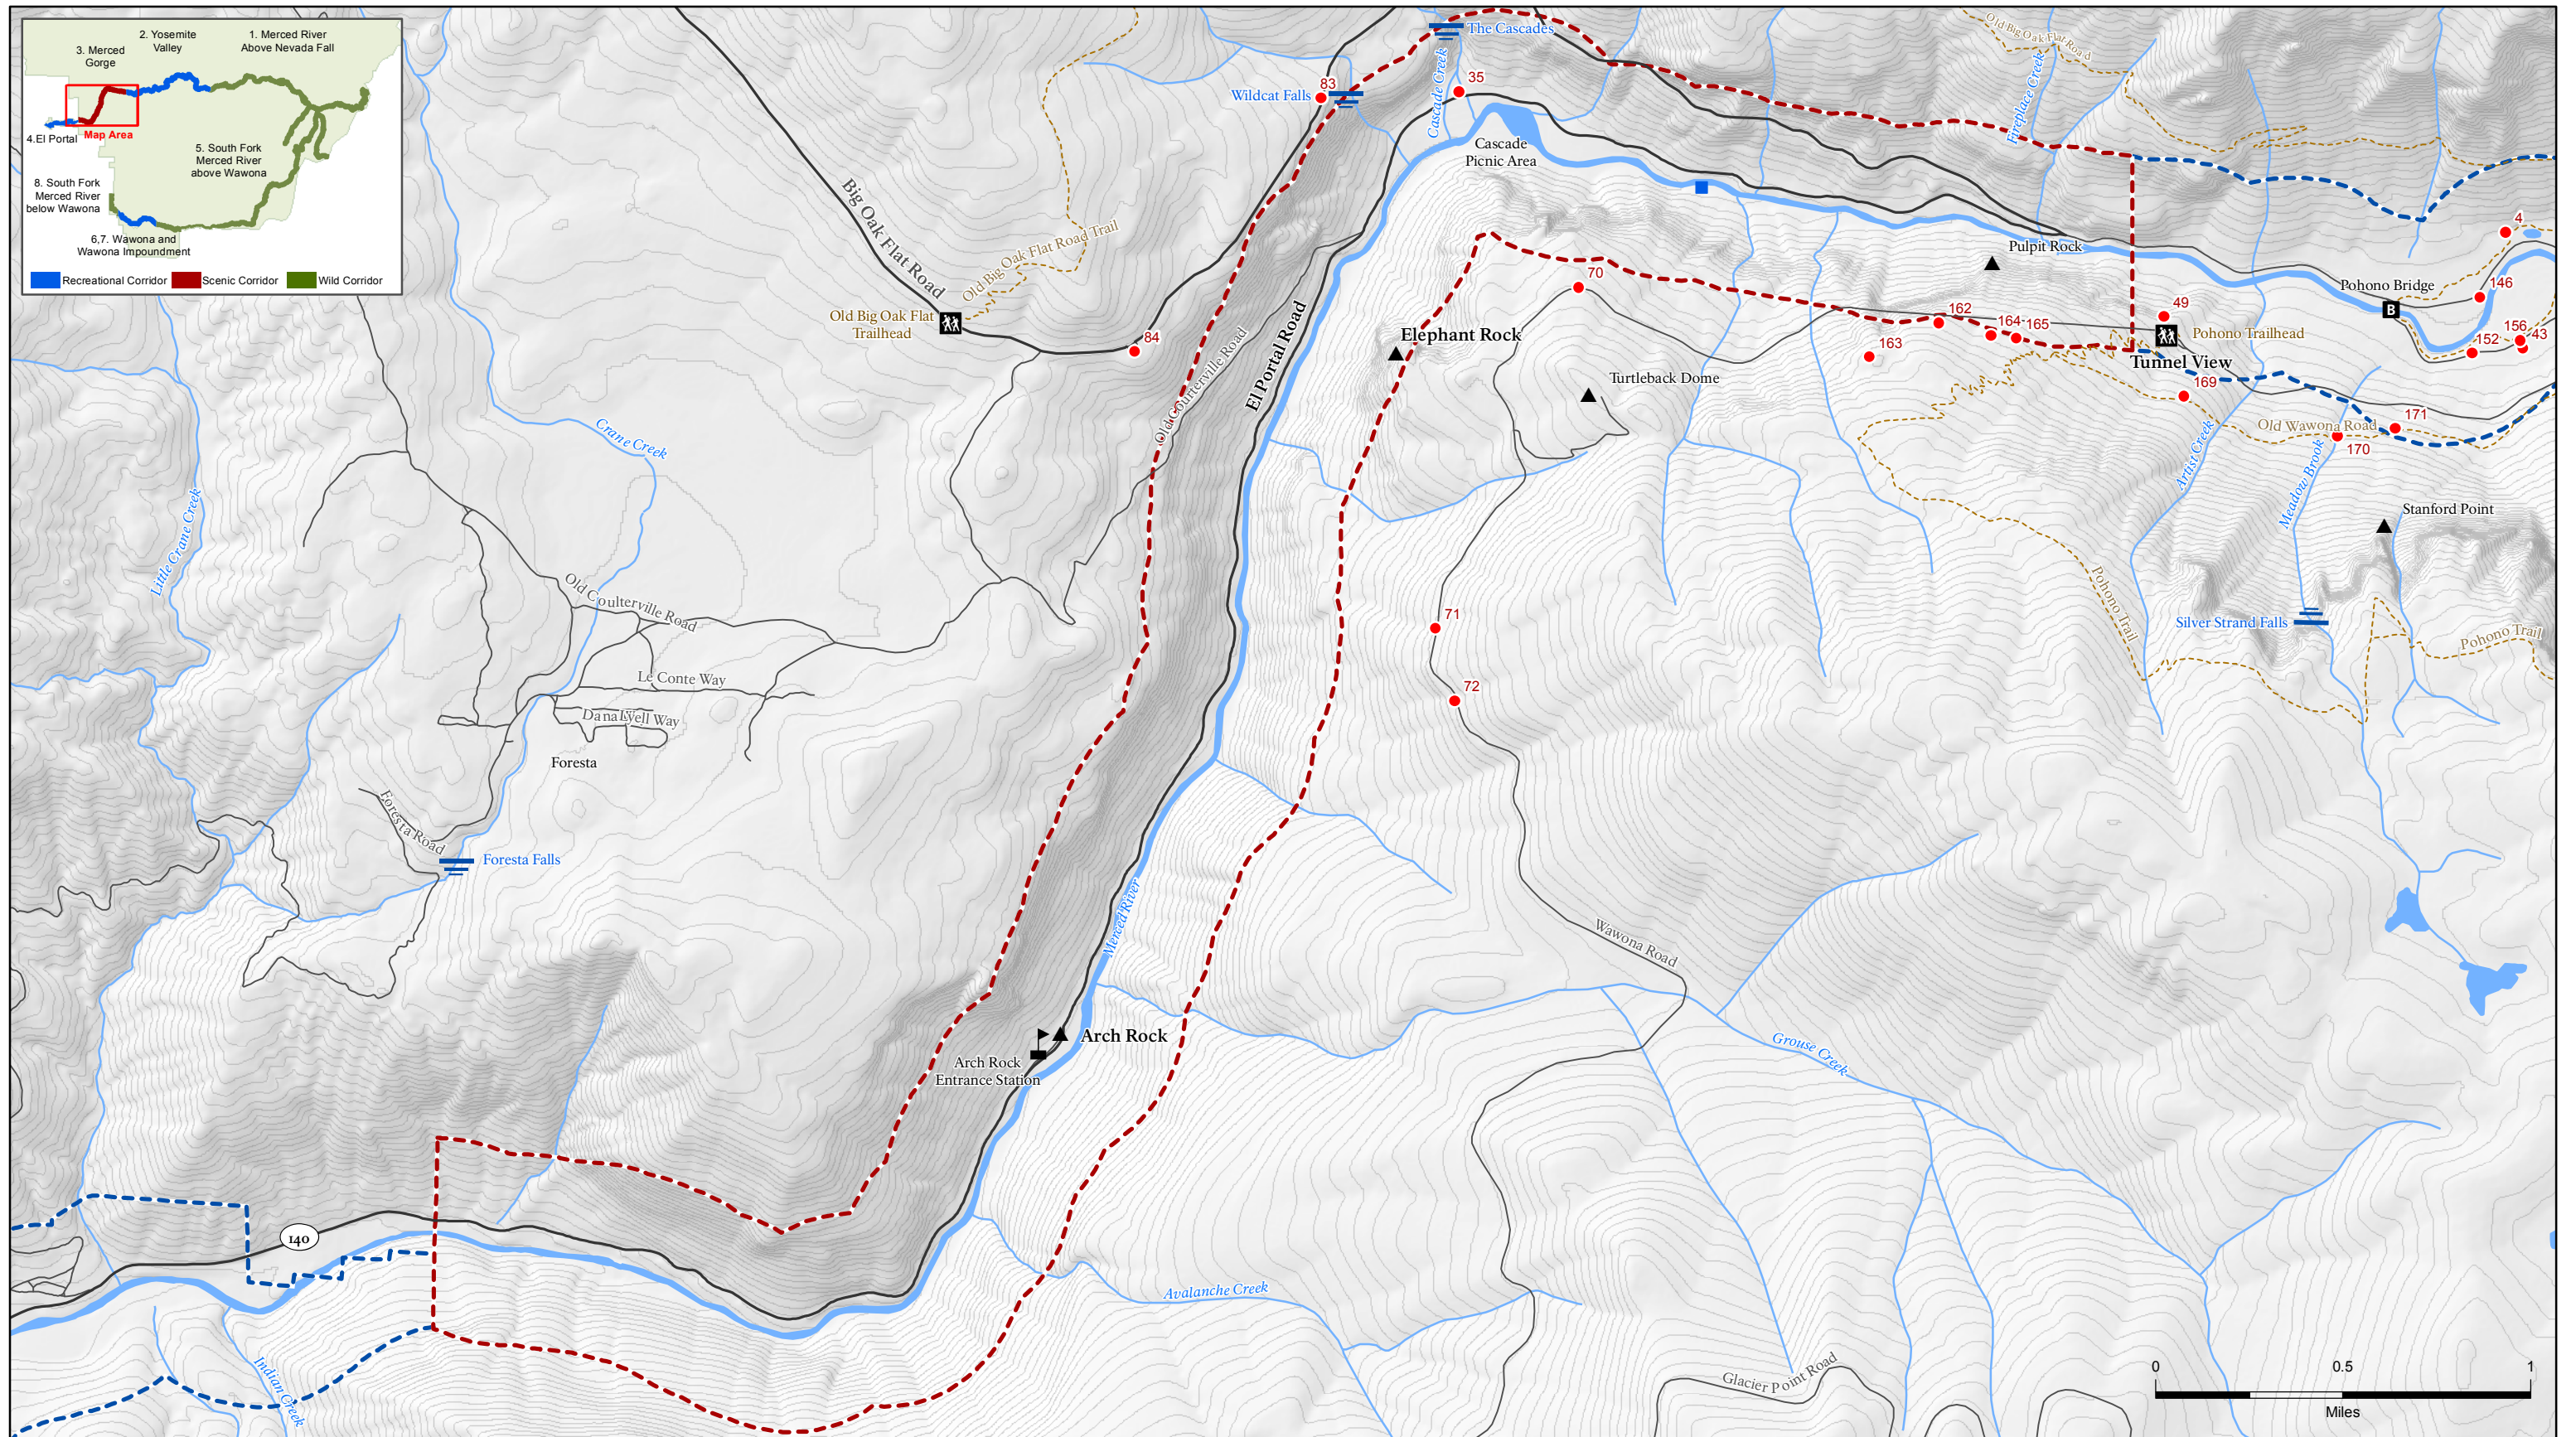 2. Yosemite
Valley
1. Merced River
Above Nevada Fall
3. Merced
Gorge
4.El Portal
Map Area
5. South Fork
Merced River
above Wawona
8. South Fork
Merced River
below Wawona
6,7. Wawona and
Wawona Impoundment
Recreational Corridor
Scenic Corridor
Wild Corridor
The Cascades
Old Big Oak Flat Road
83
Wildcat Falls
35
Cascade Creek
Fireplace Creek
Cascade
Picnic Area
Big Oak Flat Road
Old Big Oak Flat Road Trail
4
Pulpit Rock
70
Pohono Bridge
B
146
Old Big Oak Flat
Trailhead
84
Elephant Rock
El Portal Road
Old Courterville Road
162
164
165
163
49
Pohono Trailhead
Tunnel View
156
152
43
Turtleback Dome
169
171
Old Wawona Road
170
Crane Creek
Artist Creek
Meadow Brook
Little Crane Creek
Stanford Point
Old Coulterville Road
71
Pohono Trail
Silver Strand Falls
Pohono Trail
Le Conte Way
72
Dana
Lyell Way
Foresta
Foresta Road
Foresta Falls
Merced River
Wawona Road
Arch Rock
Arch Rock
Entrance Station
Grouse Creek
140
Avalanche Creek
Indian Creek
Glacier Point Road
0
0.5
1
Miles